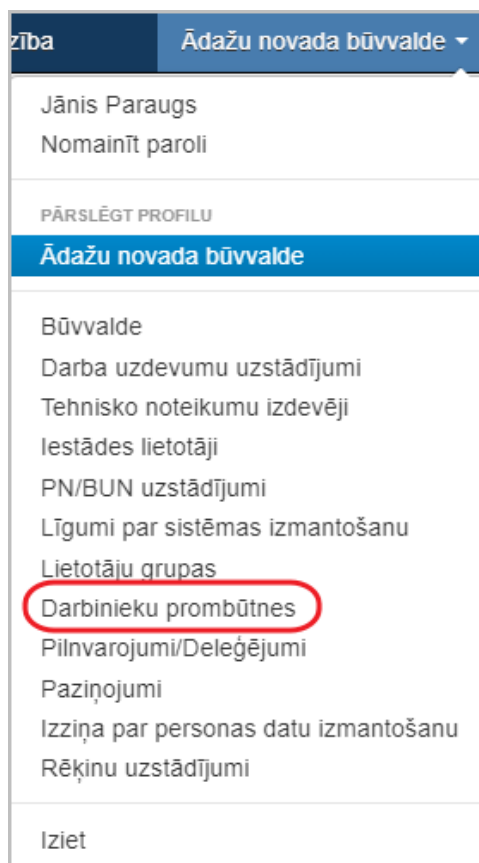 zība Ādažu novada būvvalde
Jānis Paraugs
Nomainīt paroli
PĀRSLĒGT PROFILU
Ādažu novada būvvalde
Būvvalde
Darba uzdevumu uzstādījumi
Tehnisko noteikumu izdevēji
Iestādes lietotāji
PN/BUN uzstādījumi
Līgumi par sistēmas izmantošanu
Lietotāju grupas
Darbinieku prombūtnes
Pilnvarojumi/Deleģējumi
Paziņojumi
Izziņa par personas datu izmantošanu
Rēķinu uzstādījumi
Iziet